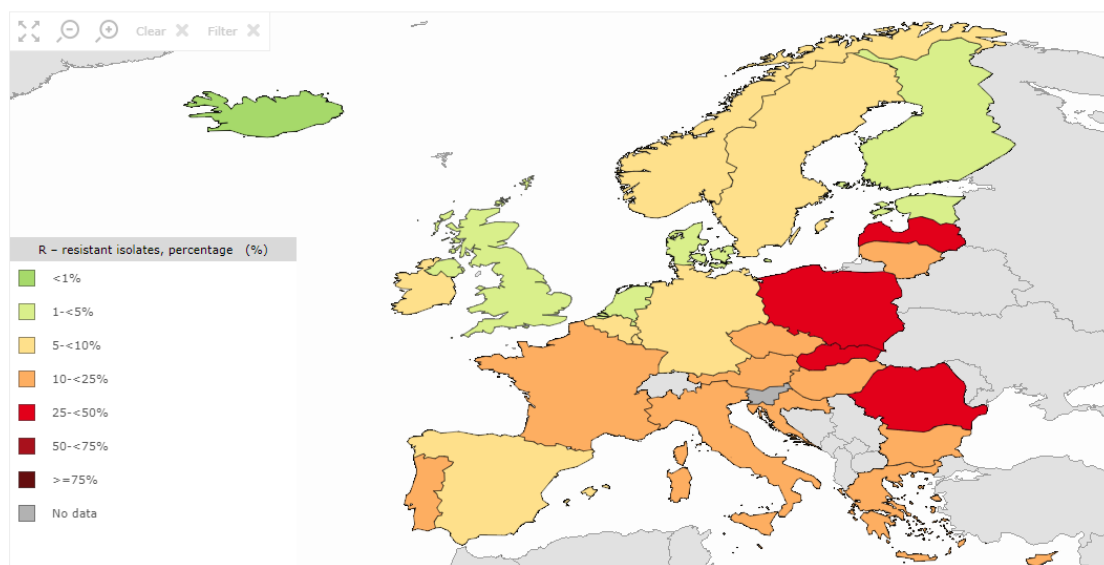 Clear
Filter
R – resistant isolates, percentage (%)
<1%
1-<5%
5-<10%
10-<25%
25-<50%
50-<75%
>=75%
No data